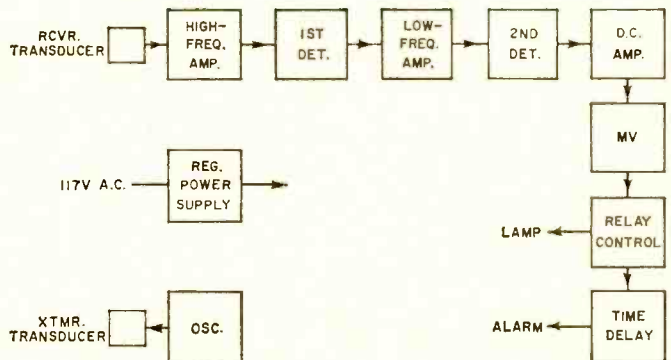 RCVR.
TRANSDUCER
HIGH-
FREQ.
AMP.
1ST
DET.
LOW-
FREQ.
AMP.
2ND
DET.
D.C.
AMP.
MV
117V A.C.
REG.
POWER
SUPPLY
LAMP
RELAY
CONTROL
XTMR.
TRANSDUCER
OSC.
ALARM
TIME
DELAY